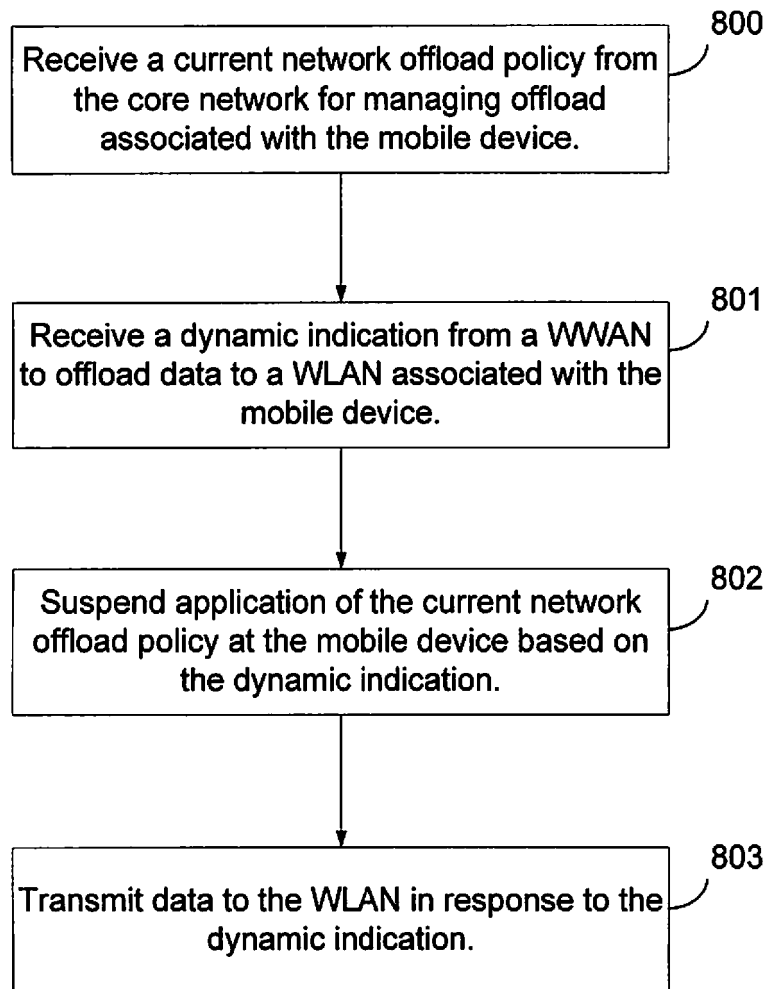 800
Receive a current network offload policy from
the core network for managing offload
associated with the mobile device.
801
Receive a dynamic indication from a WWAN
to offload data to a WLAN associated with the
mobile device.
802
Suspend application of the current network
offload policy at the mobile device based on
the dynamic indication.
803
Transmit data to the WLAN in response to the
dynamic indication.